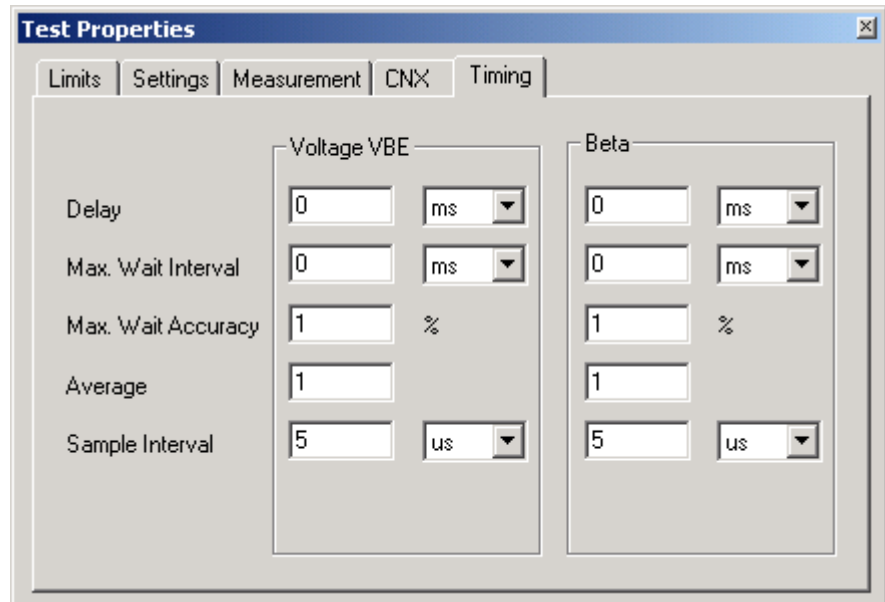 Test Properties
Limits Settings Measurement CNX Timing
Voltage VBE Beta
Delay 0 ms 0 ms
Max. Wait Interval 0 ms 0 ms
Max. Wait Accuracy 1 % 1 %
Average 1 1
Sample Interval 5 us 5 us